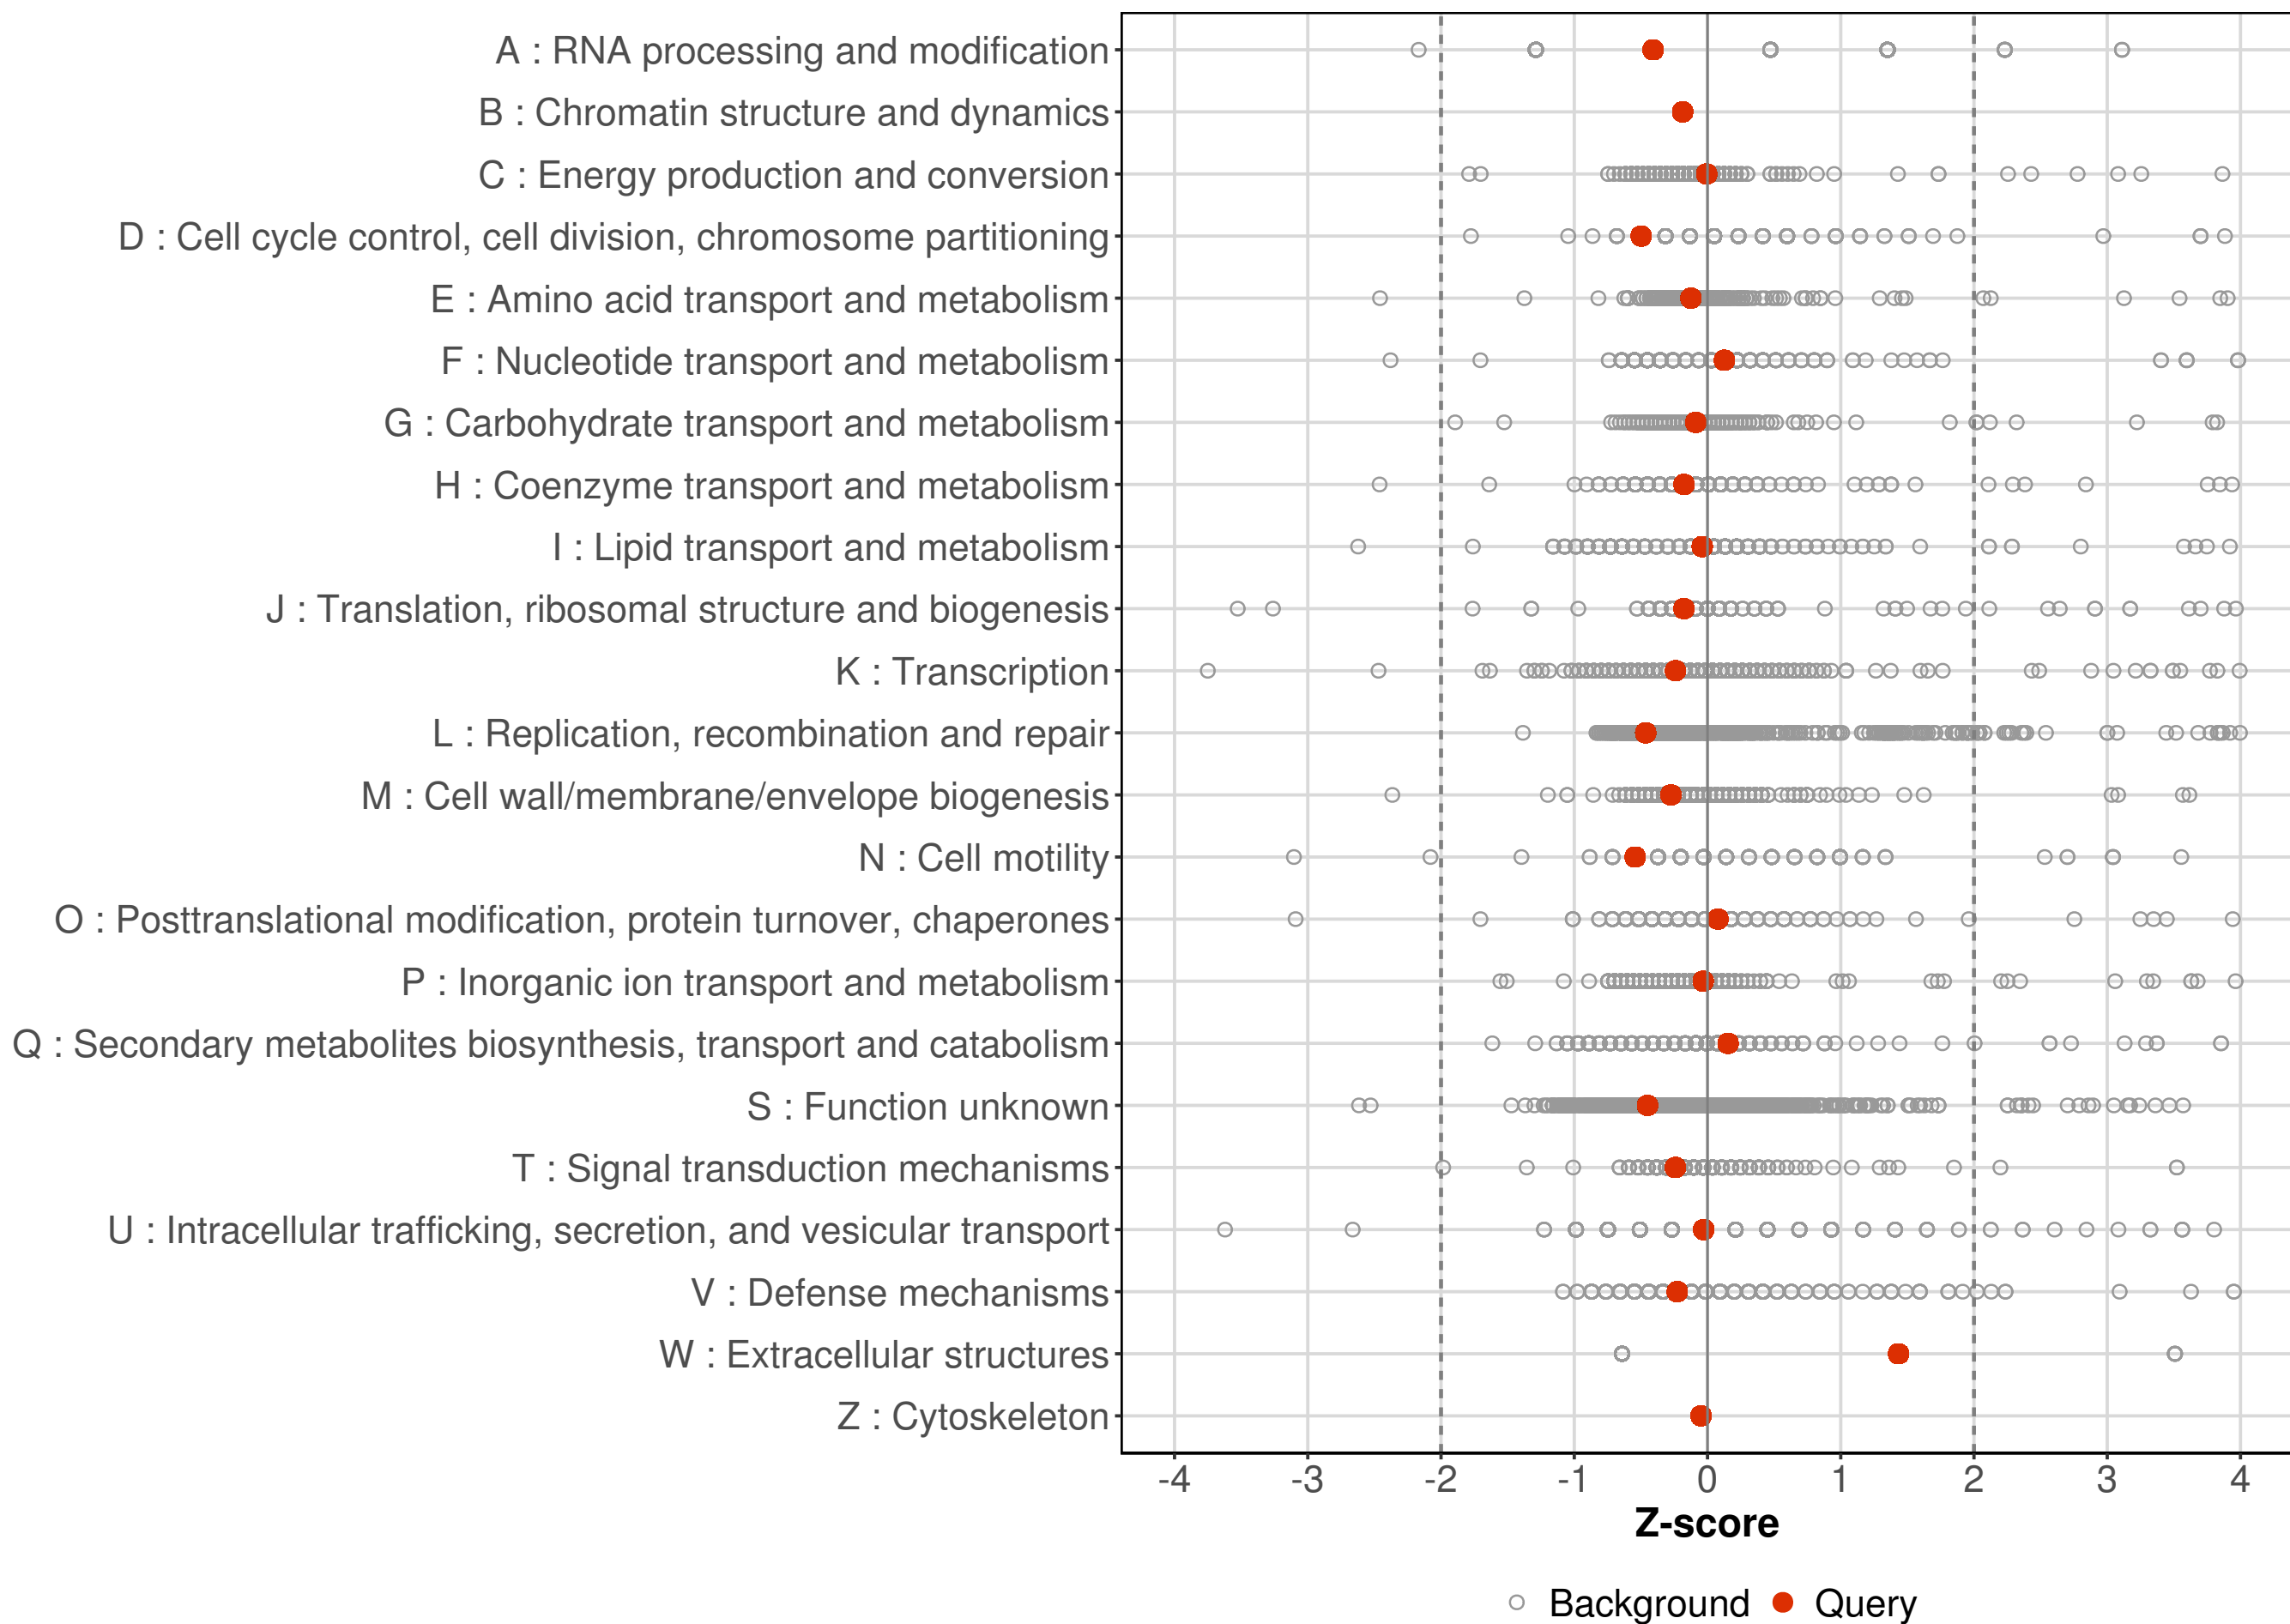 A : RNA processing and modification
B : Chromatin structure and dynamics
C : Energy production and conversion
D : Cell cycle control, cell division, chromosome partitioning
E : Amino acid transport and metabolism
F : Nucleotide transport and metabolism
G : Carbohydrate transport and metabolism
H : Coenzyme transport and metabolism
I : Lipid transport and metabolism
J : Translation, ribosomal structure and biogenesis
K : Transcription
L : Replication, recombination and repair
M : Cell wall/membrane/envelope biogenesis
N : Cell motility
O : Posttranslational modification, protein turnover, chaperones
P : Inorganic ion transport and metabolism
Q : Secondary metabolites biosynthesis, transport and catabolism
S : Function unknown
T : Signal transduction mechanisms
U : Intracellular trafficking, secretion, and vesicular transport
V : Defense mechanisms
W : Extracellular structures
Z : Cytoskeleton
-4 -3 -2 -1 0 1 2 3 4
Z-score
Background Query